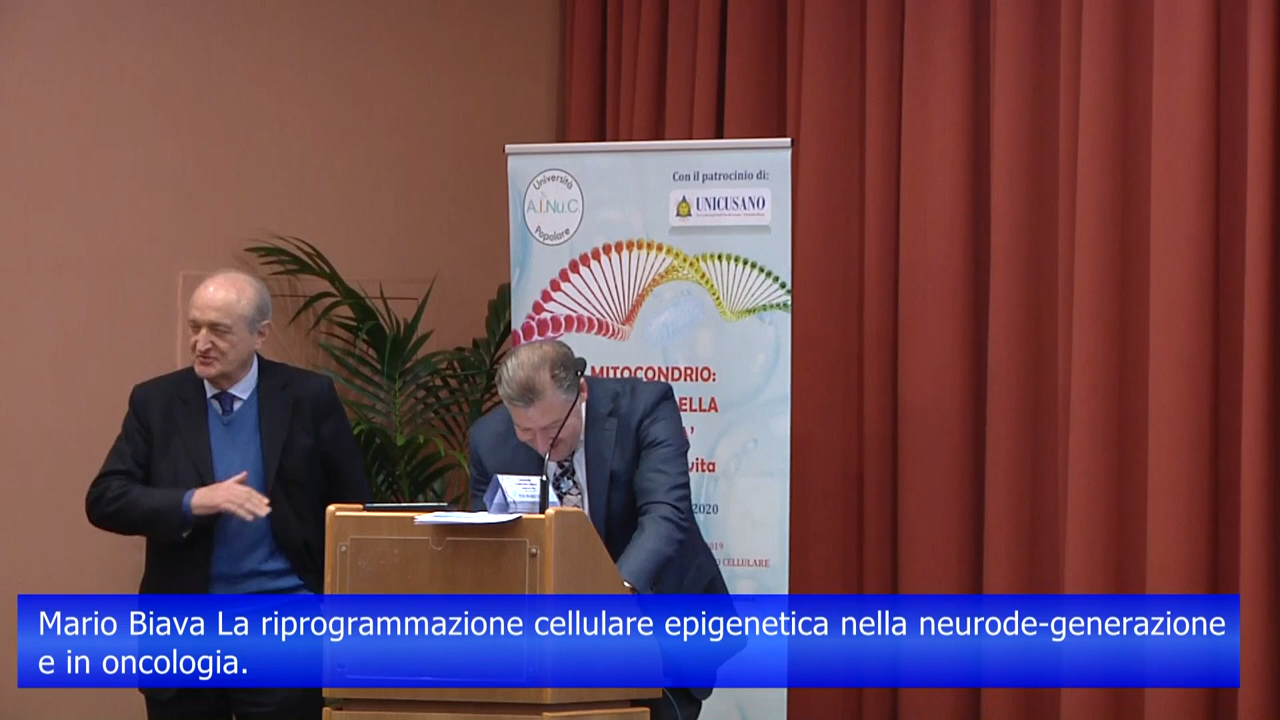 Università
A.I.Nu.C.
Popolare
Con il patrocinio di:
UNICUSANO
MITOCONDRIO:
ELLA
vita
2020
CELLULARE
Mario Biava La riprogrammazione cellulare epigenetica nella neurode-generazione
e in oncologia.